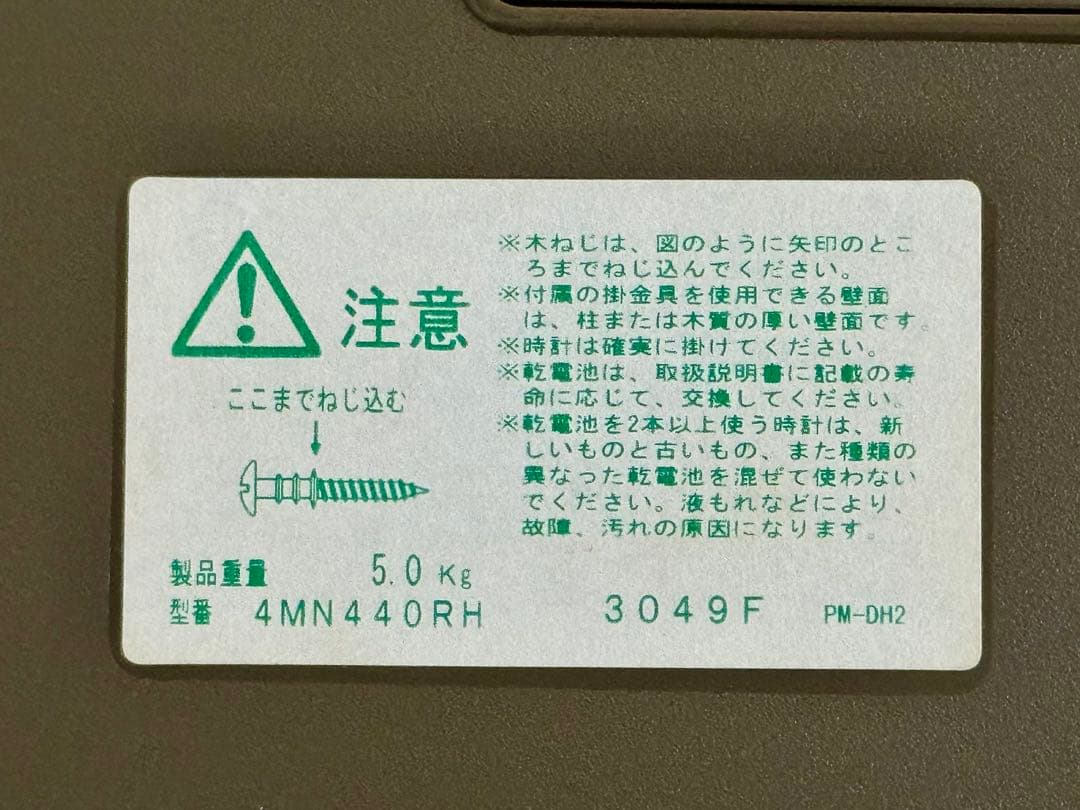 注意
ここまでねじ込む
※木ねじは、図のように矢印のとこ
ろまでねじ込んでください。
※付属の掛金具を使用できる壁面
は、柱または木質の厚い壁面です。
※時計は確実に掛けてください。
※乾電池は、取扱説明書に記載の寿
命に応じて、交換してください。
※乾電池を2本以上使う時計は、新
しいものと古いもの、また種類の
異なった乾電池を混ぜて使わない
でください。液もれなどにより、
故障、汚れの原因になります。
製品重量 5.0 Kg
型番 4MN440RH 3049F PM-DH2